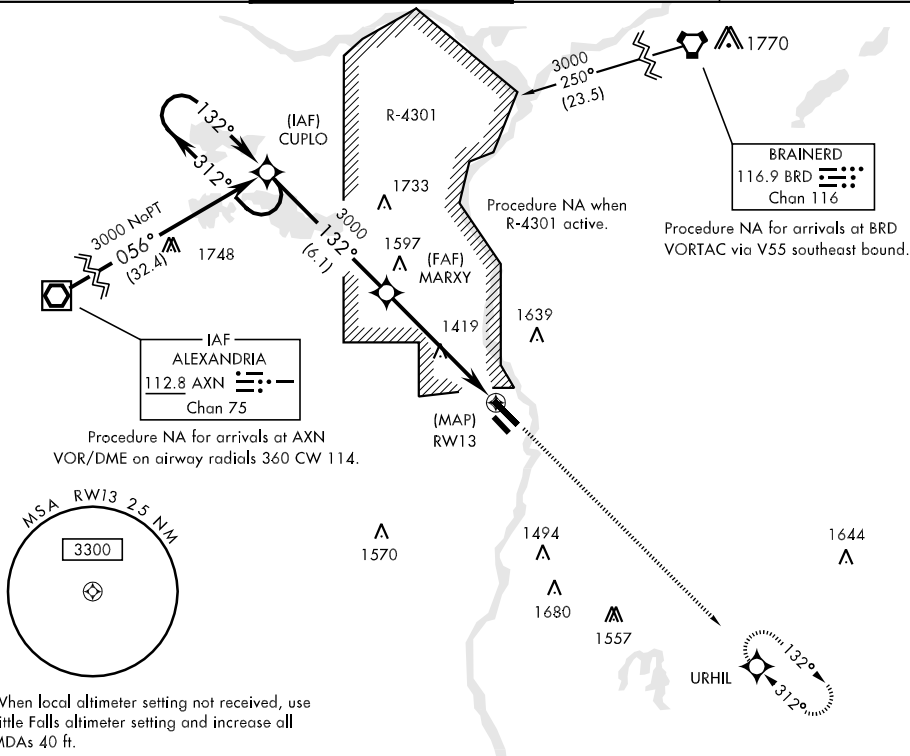 1770
3000
250°
(23.5)
R-4301
(IAF)
CUPLO
132°
312°
BRAINERD
116.9 BRD
Chan 116
1733
Procedure NA when
R-4301 active.
Procedure NA for arrivals at BRD
VORTAC via V55 southeast bound.
3000 NoPT
056°
(32.4)
1748
3000
132°
(6.1)
1597
(FAF)
MARXY
1419
1639
IAF
ALEXANDRIA
112.8 AXN
Chan 75
(MAP)
RW13
Procedure NA for arrivals at AXN
VOR/DME on airway radials 360 CW 114.
MSA RW13 25 NM
3300
1570
1494
1680
1557
1644
URHIL
132°
312°
When local altimeter setting not received, use
ittle Falls altimeter setting and increase all
MDAs 40 ft.